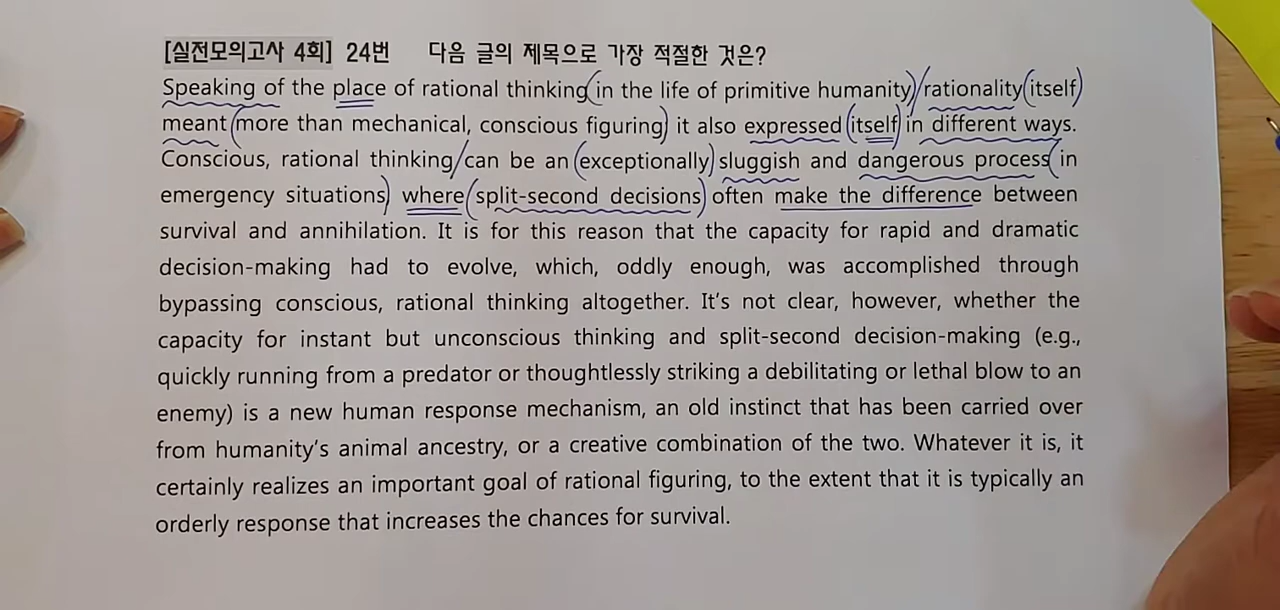 [실전모의고사 4회] 24번 다음 글의 제목으로 가장 적절한 것은?
Speaking of the place of rational thinking in the life of primitive humanity, rationality itself
meant more than mechanical, conscious figuring; it also expressed itself in different ways.
Conscious, rational thinking can be an exceptionally sluggish and dangerous process in
emergency situations, where split-second decisions often make the difference between
survival and annihilation. It is for this reason that the capacity for rapid and dramatic
decision-making had to evolve, which, oddly enough, was accomplished through
bypassing conscious, rational thinking altogether. It's not clear, however, whether the
capacity for instant but unconscious thinking and split-second decision-making (e.g.,
quickly running from a predator or thoughtlessly striking a debilitating or lethal blow to an
enemy) is a new human response mechanism, an old instinct that has been carried over
from humanity's animal ancestry, or a creative combination of the two. Whatever it is, it
certainly realizes an important goal of rational figuring, to the extent that it is typically an
orderly response that increases the chances for survival.